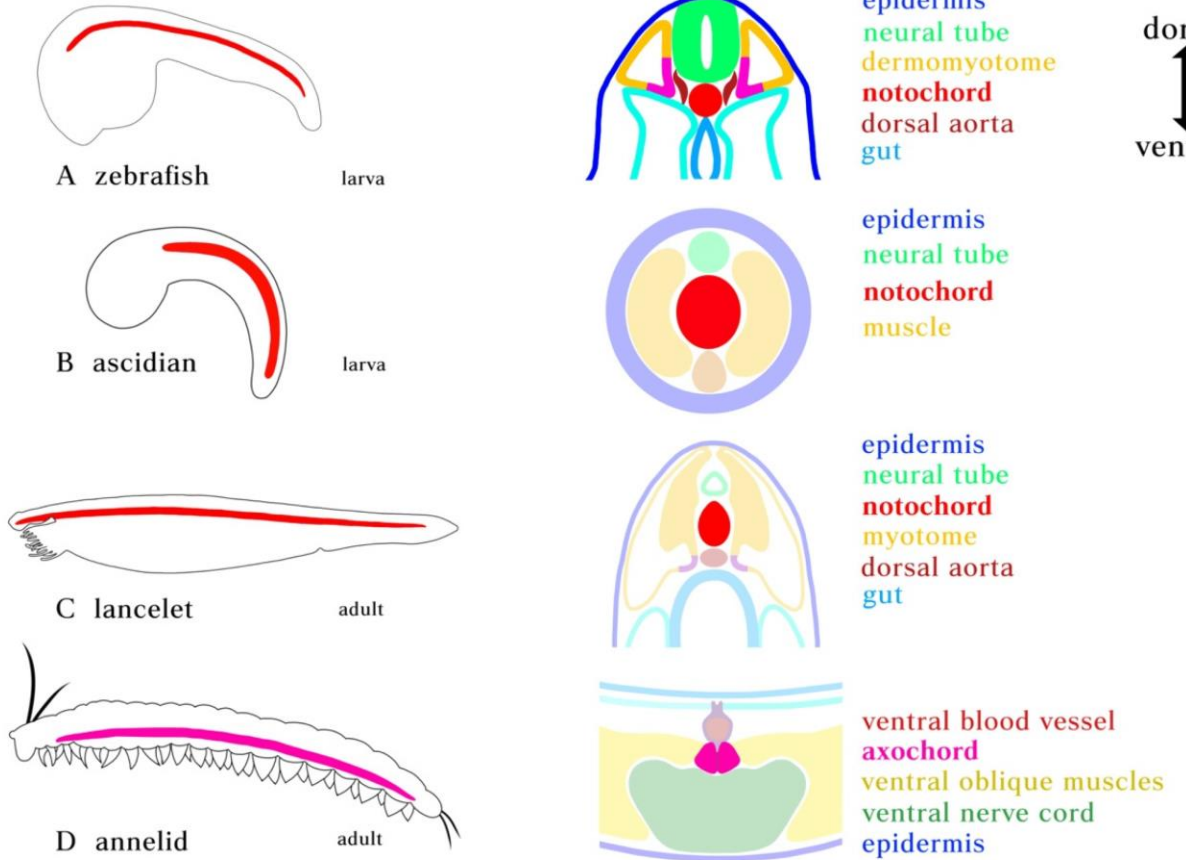 epidermis
neural tube
dermomyotome
notochord
dorsal aorta
gut
A zebrafish
larva
epidermis
neural tube
notochord
muscle
B ascidian
larva
epidermis
neural tube
notochord
myotome
dorsal aorta
gut
C lancelet
adult
ventral blood vessel
axochord
ventral oblique muscles
ventral nerve cord
epidermis
D annelid
adult